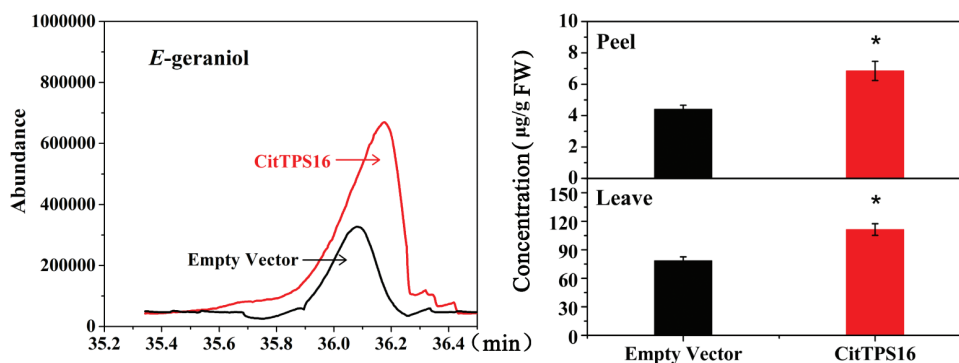 1000000
800000
600000
400000
200000
0
Abundance
E-geraniol
CitTPS16
Empty Vector
35.2 35.4 35.6 35.8 36.0 36.2 36.4 (min)
Concentration ( μg/g FW)
10
8
6
4
2
0
Peel
*
150
120
90
60
30
0
Leave
*
Empty Vector CitTPS16